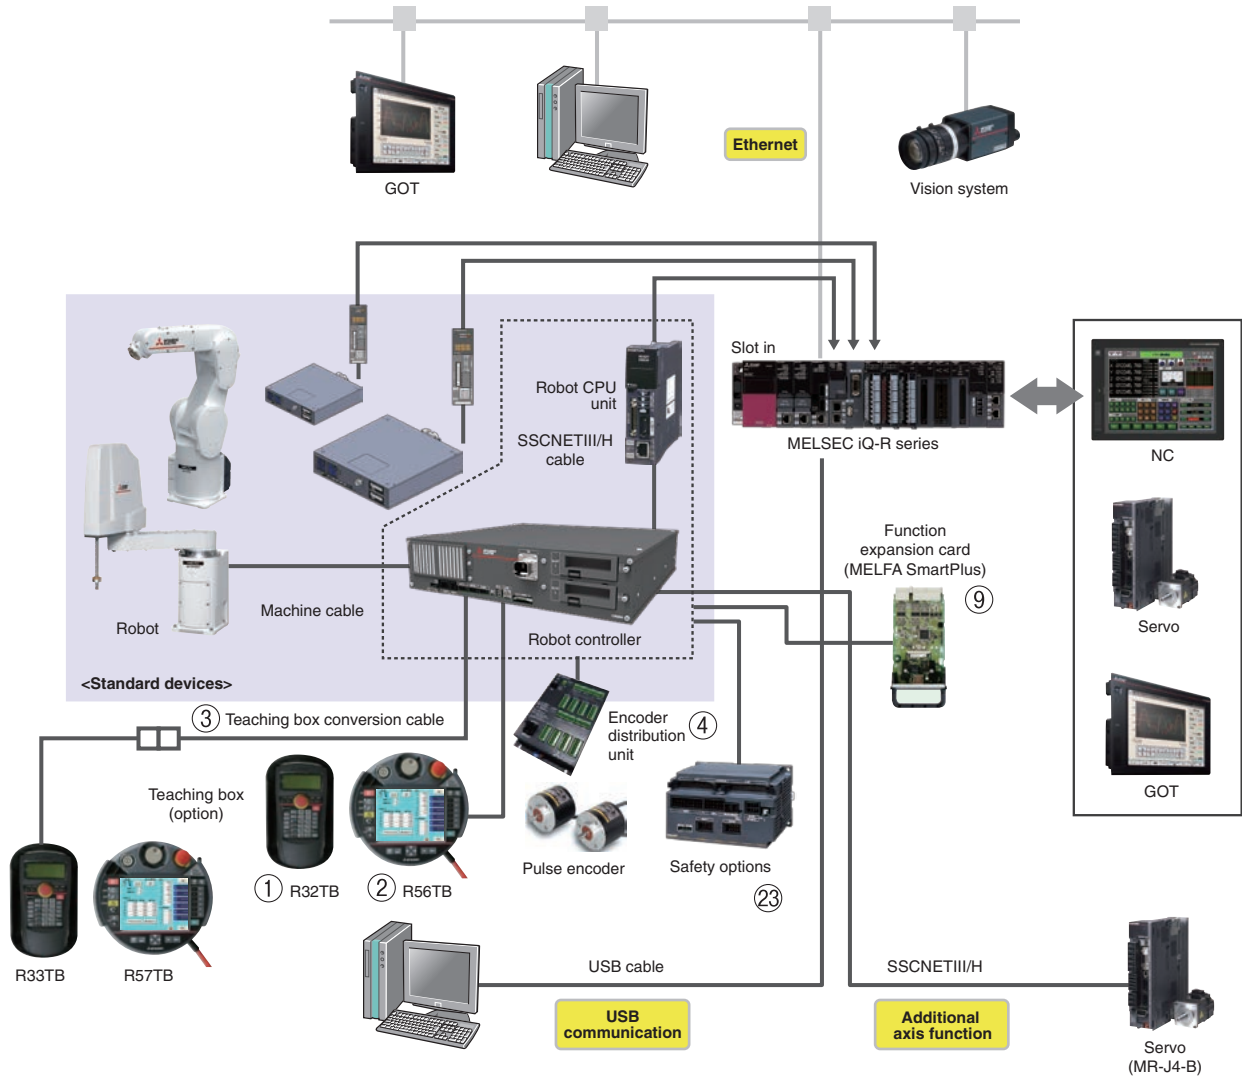 GOT
Ethernet
Vision system
Slot in
Robot CPU
unit
SSCNETIII/H
cable
MELSEC iQ-R series
NC
Function
expansion card
(MELFA SmartPlus)
⑨
Servo
Machine cable
Robot
Robot controller
<Standard devices>
③ Teaching box conversion cable
Encoder
distribution
unit
④
GOT
Teaching box
(option)
Pulse encoder
Safety options
㉓
① R32TB
② R56TB
R33TB
R57TB
USB cable
SSCNETIII/H
USB
communication
Additional
axis function
Servo
(MR-J4-B)